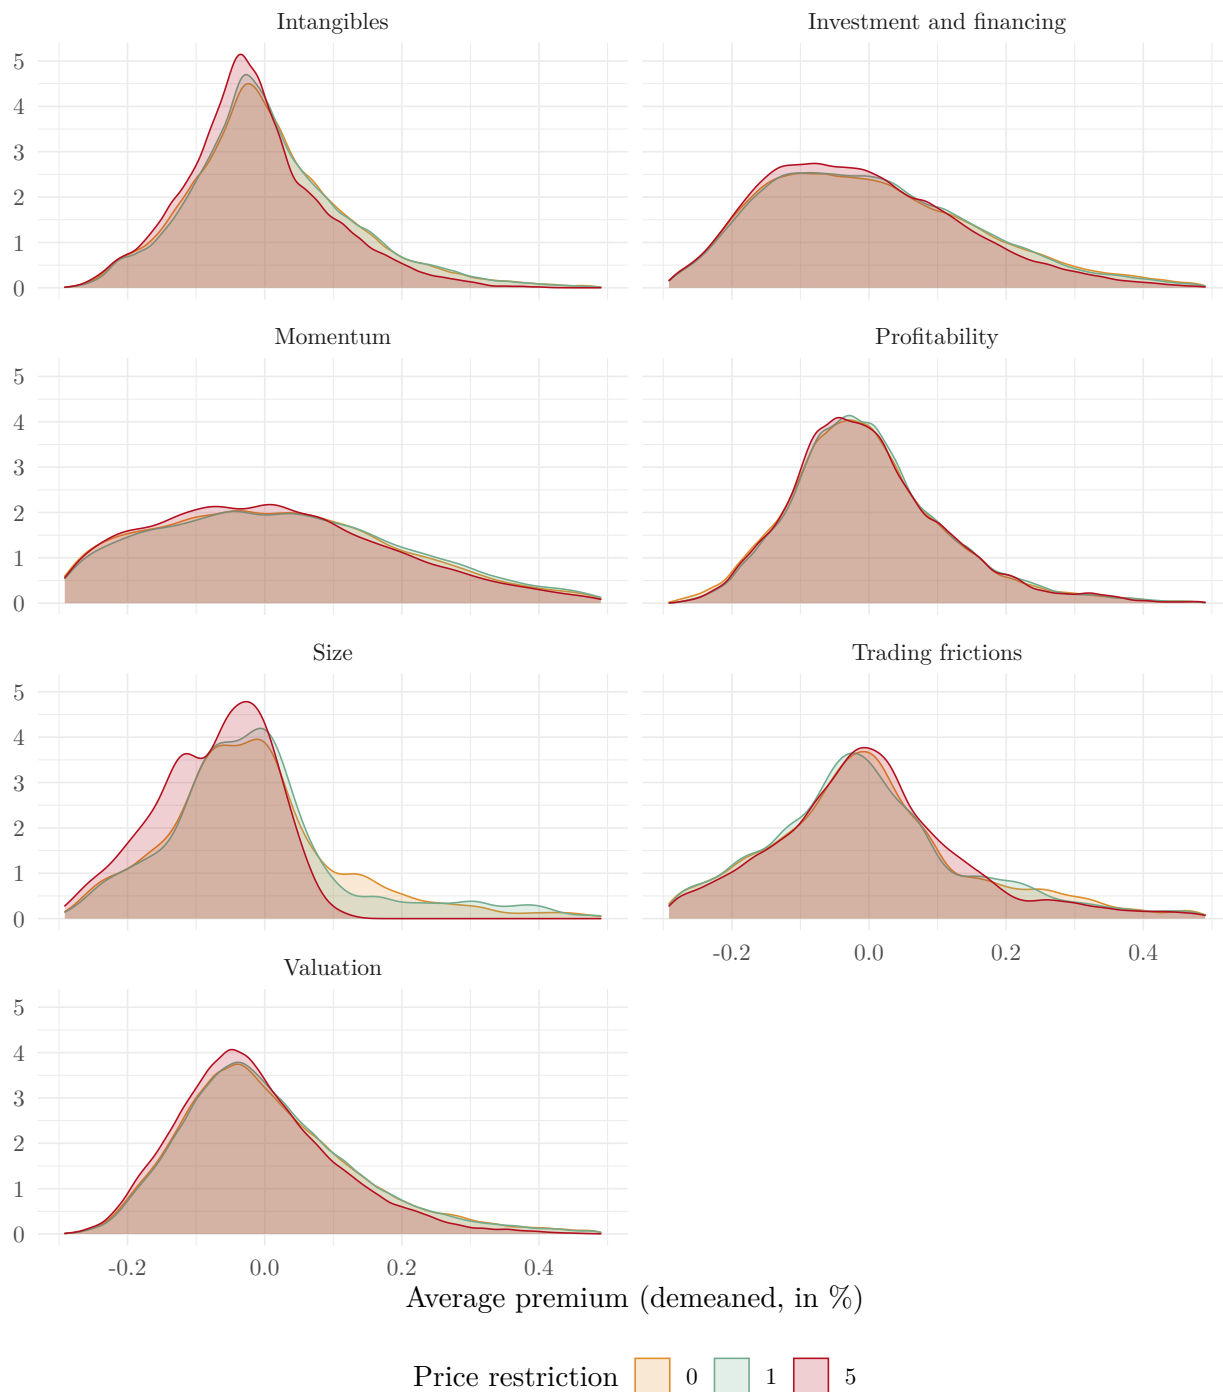 Intangibles
Investment and financing
5
4
3
2
1
0
Momentum
Profitability
5
4
3
2
1
0
Size
Trading frictions
5
4
3
2
1
0
-0.2 0.0 0.2 0.4
Valuation
5
4
3
2
1
0
-0.2 0.0 0.2 0.4
Average premium (demeaned, in %)
Price restriction 0 1 5